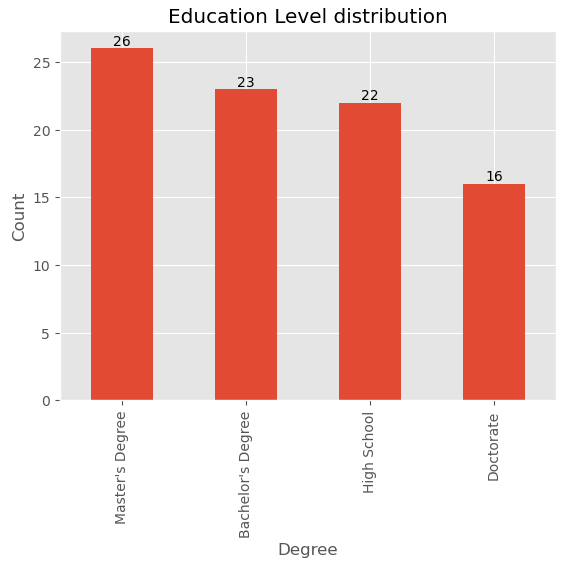 Education Level distribution
26
23
22
16
25
20
15
10
5
0
Count
Master's Degree
Bachelor's Degree
High School
Doctorate
Degree